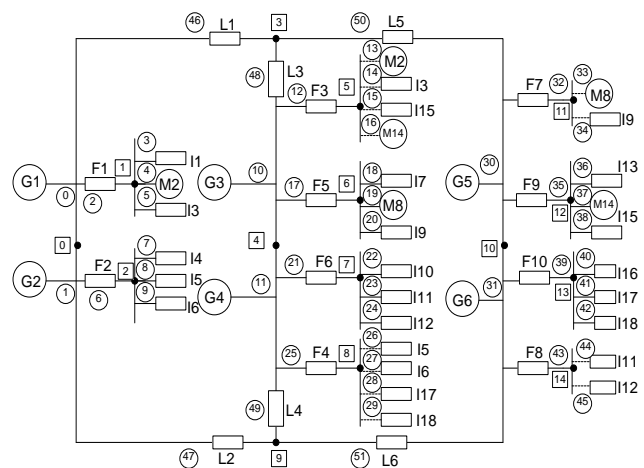 46 L1 3 50 L5
48 L3
13 M2
14 I3
12 F3 5 15 I15
16 M14
32 33 F7 M8
11 I9
34
3 I1
F1 1 4 M2
5 I3
G1 0 2
G3 10
17 F5 6 18 I7
19 M8
20 I9
G5 30
36 I13
F9 35 37 M14
12 38 I15
0 4 10
7 I4
F2 2 8 I5
9 I6
G2 1 6
G4 11
21 F6 7 22 I10
23 I11
24 I12
G6 31
F10 39 40 I16
13 41 I17
42 I18
25 F4 8 26 I5
27 I6
28 I17
29 I18
F8 43 44 I11
14 I12
45
49 L4
47 L2 9 51 L6